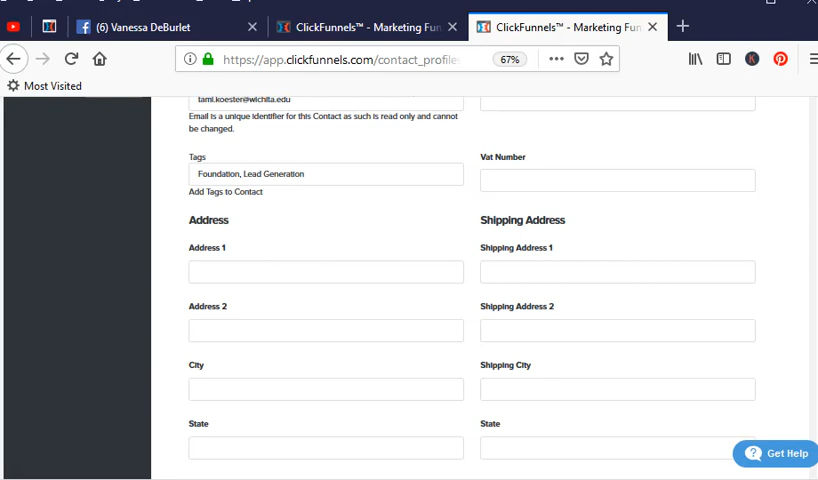 (6) Vanessa DeBurlet
ClickFunnels™ - Marketing Fun
ClickFunnels™ - Marketing Fun
https://app.clickfunnels.com/contact_profiles
67%
Most Visited
tami.koester@wichita.edu
Email is a unique identifier for this Contact as such is read only and cannot
be changed.
Tags
Vat Number
Foundation, Lead Generation
Add Tags to Contact
Address
Shipping Address
Address 1
Shipping Address 1
Address 2
Shipping Address 2
City
Shipping City
State
State
Get Help